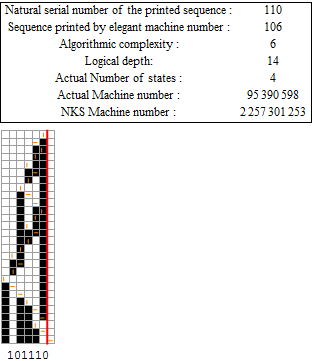 Natural serial number of the printed sequence : 110
Sequence printed by elegant machine number : 106
Algorithmic complexity : 6
Logical depth: 14
Actual Number of states : 4
Actual Machine number : 95 390 598
NKS Machine number : 2 257 301 253
101110